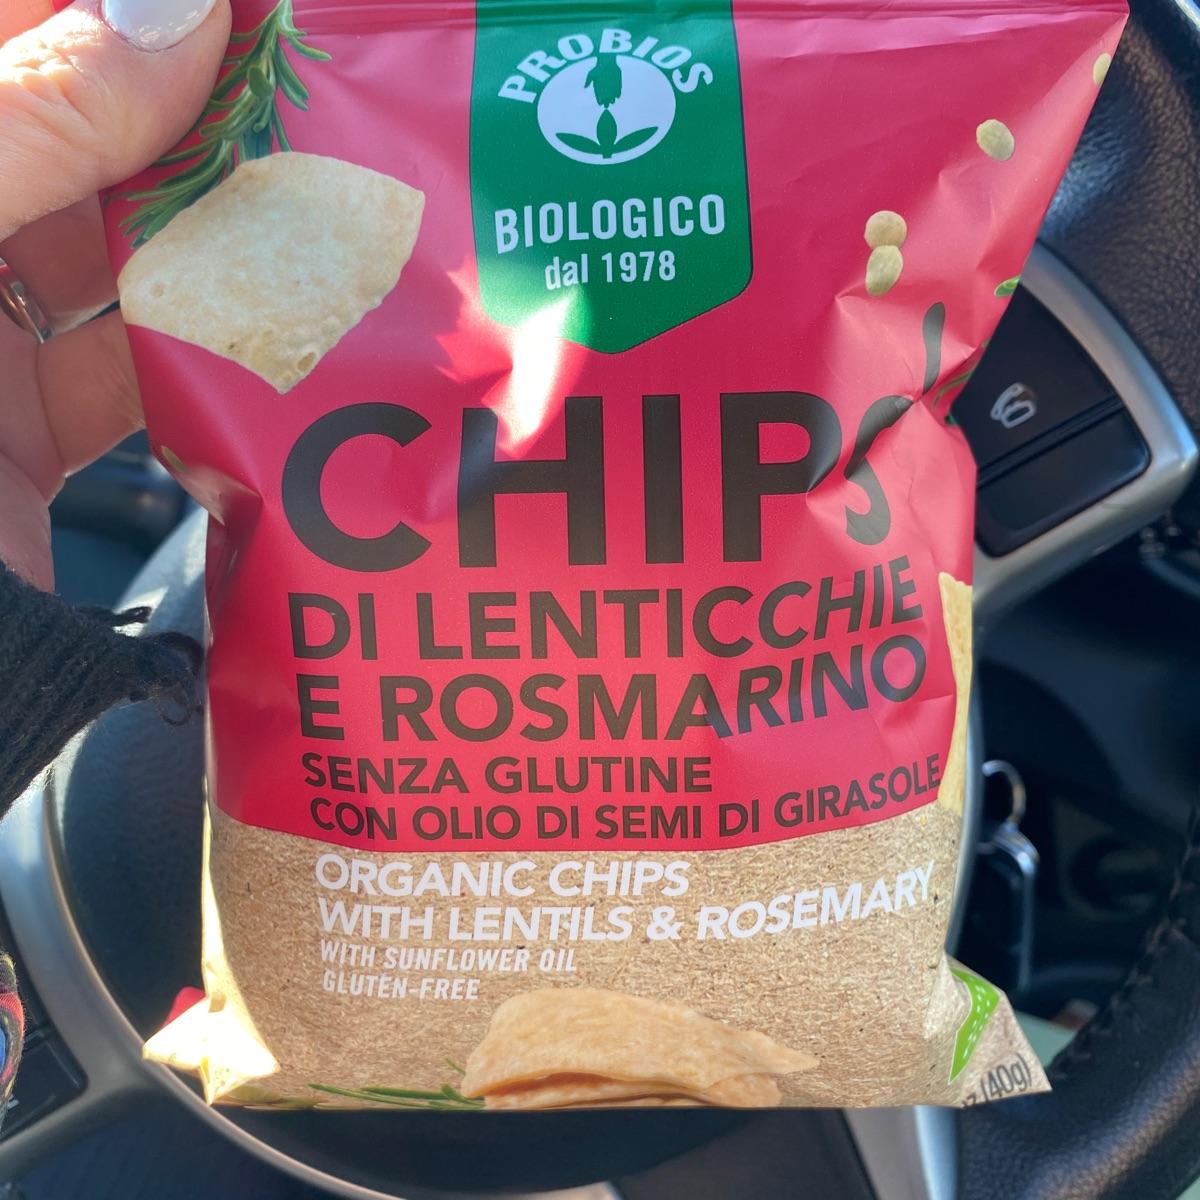 PROBIOS
BIOLOGICO
dal 1978
CHIPS
DI LENTICCHIE
E ROSMARINO
SENZA GLUTINE
CON OLIO DI SEMI DI GIRASOLE
ORGANIC CHIPS
WITH LENTILS & ROSEMARY
WITH SUNFLOWER OIL
GLUTEN-FREE
(40g)